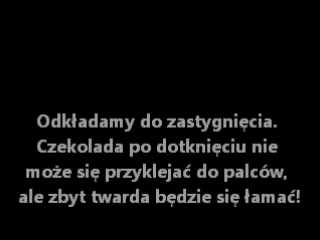 Odkładamy do zastygnięcia.
Czekolada po dotknięciu nie
może się przyklejać do palców,
ale zbyt twarda będzie się łamać!